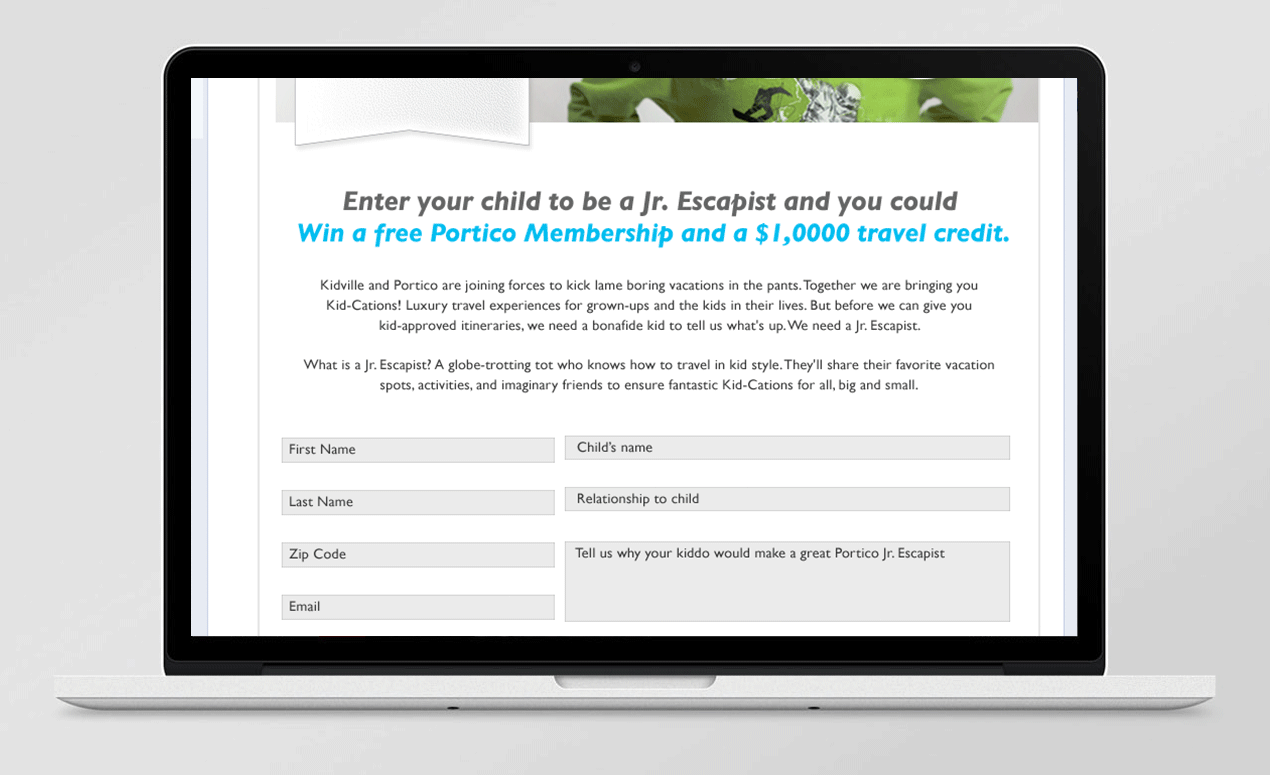 Enter your child to be a Jr. Escapist and you could
Win a free Portico Membership and a $1,0000 travel credit.
Kidville and Portico are joining forces to kick lame boring vacations in the pants. Together we are bringing you
Kid-Cations! Luxury travel experiences for grown-ups and the kids in their lives. But before we can give you
kid-approved itineraries, we need a bonafide kid to tell us what's up. We need a Jr. Escapist.
What is a Jr. Escapist? A globe-trotting tot who knows how to travel in kid style. They'll share their favorite vacation
spots, activities, and imaginary friends to ensure fantastic Kid-Cations for all, big and small.
First Name
Child's name
Last Name
Relationship to child
Zip Code
Tell us why your kiddo would make a great Portico Jr. Escapist
Email